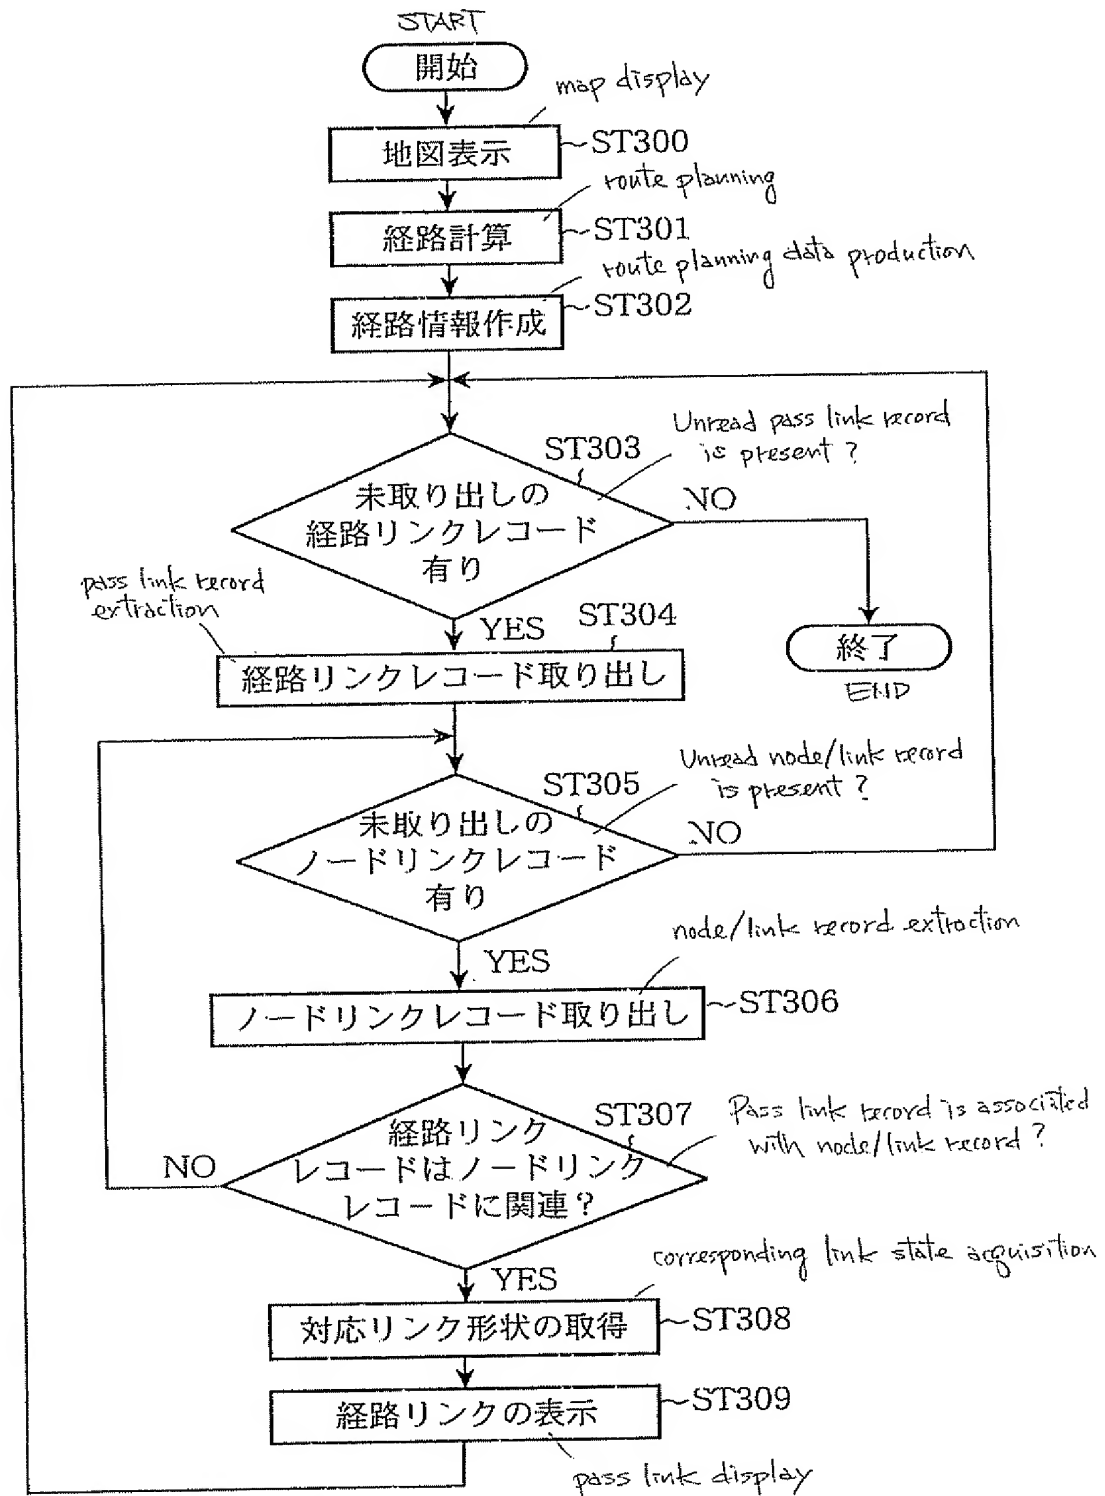 START
開始
map display
地図表示
ST300
route planning
経路計算
ST301
route planning data production
経路情報作成
ST302
Unread pass link record
is present ?
ST303
未取り出しの
経路リンクレコード
有り
NO
pass link record
extraction
YES
ST304
経路リンクレコード取り出し
終了
END
Unread node/link record
is present ?
ST305
未取り出しの
ノードリンクレコード
有り
NO
node/link record extraction
YES
ノードリンクレコード取り出し
ST306
Pass link record is associated
with node/link record ?
ST307
経路リンク
レコードはノードリンク
レコードに関連？
NO
corresponding link state acquisition
YES
対応リンク形状の取得
ST308
経路リンクの表示
ST309
pass link display